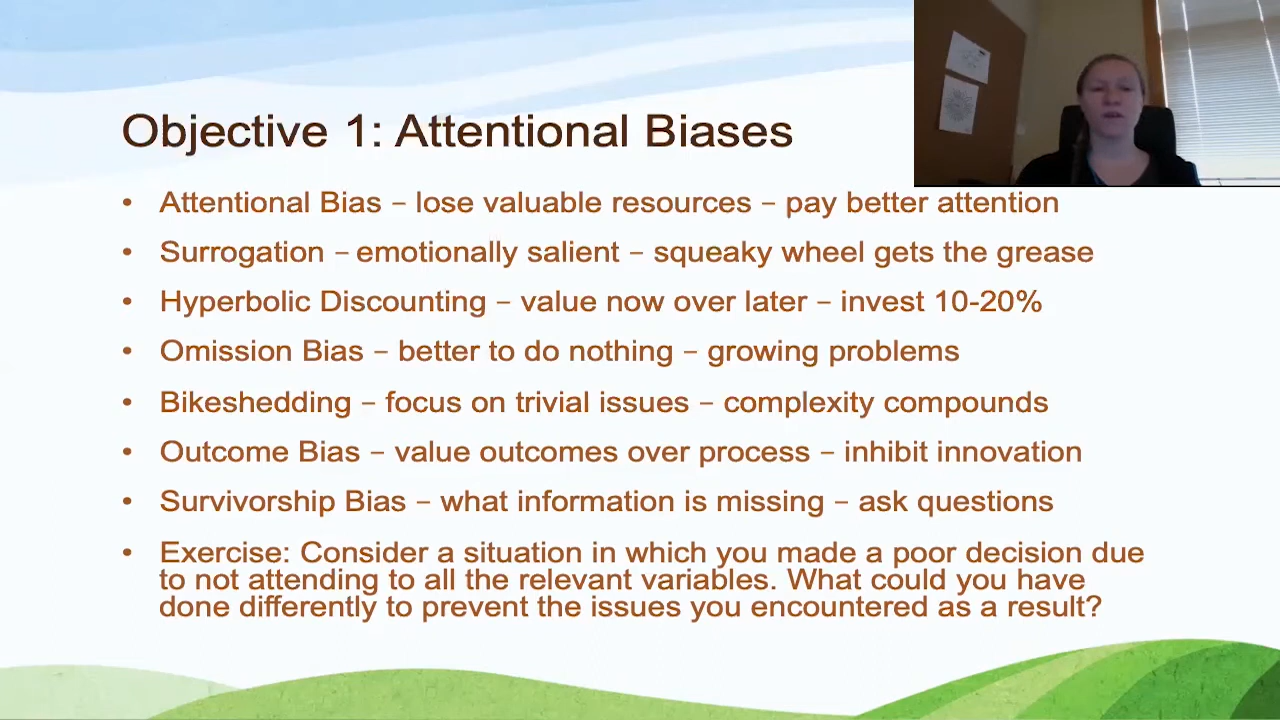 Objective 1: Attentional Biases
• Attentional Bias – lose valuable resources – pay better attention
• Surrogation – emotionally salient – squeaky wheel gets the grease
• Hyperbolic Discounting – value now over later – invest 10-20%
• Omission Bias – better to do nothing – growing problems
• Bikeshedding – focus on trivial issues – complexity compounds
• Outcome Bias – value outcomes over process – inhibit innovation
• Survivorship Bias – what information is missing – ask questions
• Exercise: Consider a situation in which you made a poor decision due
to not attending to all the relevant variables. What could you have
done differently to prevent the issues you encountered as a result?